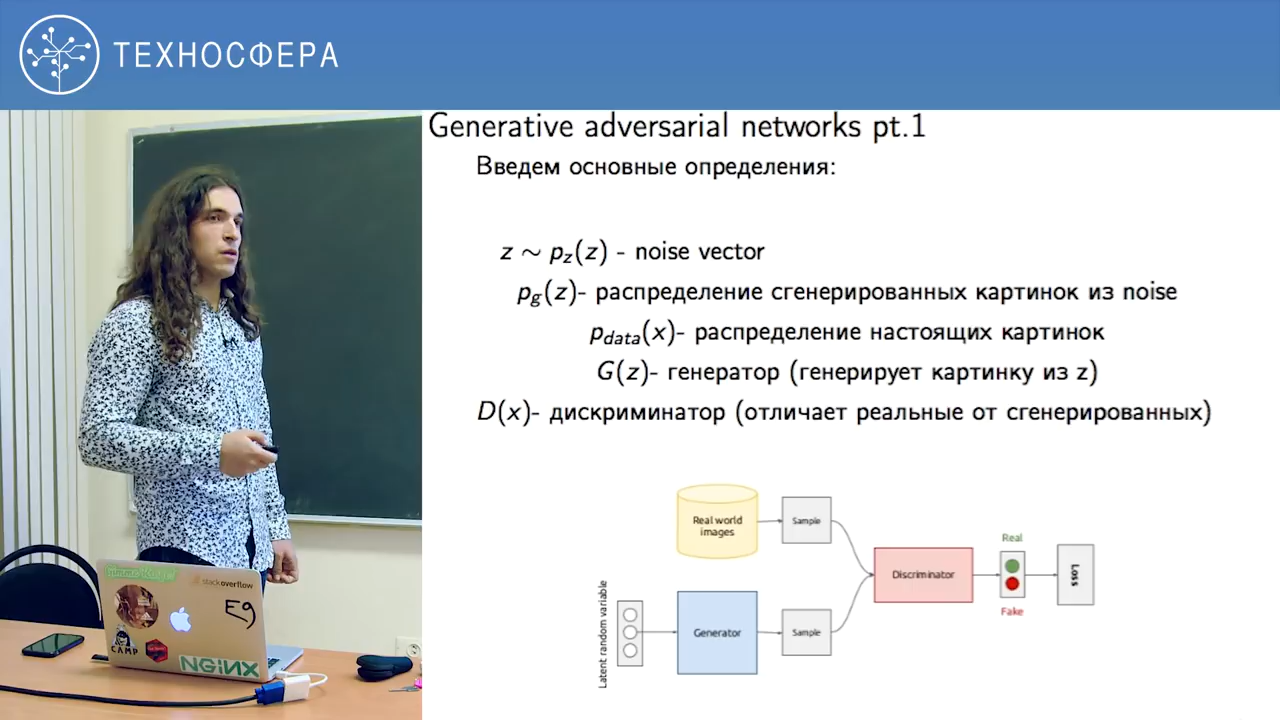 ТЕХНОСФЕРА
Generative adversarial networks pt.1
Введем основные определения:
z ∼ p_z(z) - noise vector
p_g(z)- распределение сгенерированных картинок из noise
p_data(x)- распределение настоящих картинок
G(z)- генератор (генерирует картинку из z)
D(x)- дискриминатор (отличает реальные от сгенерированных)
Real world
images
Sample
Real
Discriminator
Loss
Fake
Latent random variable
Generator
Sample
stackoverflow
E9
CAMP
NGiNX